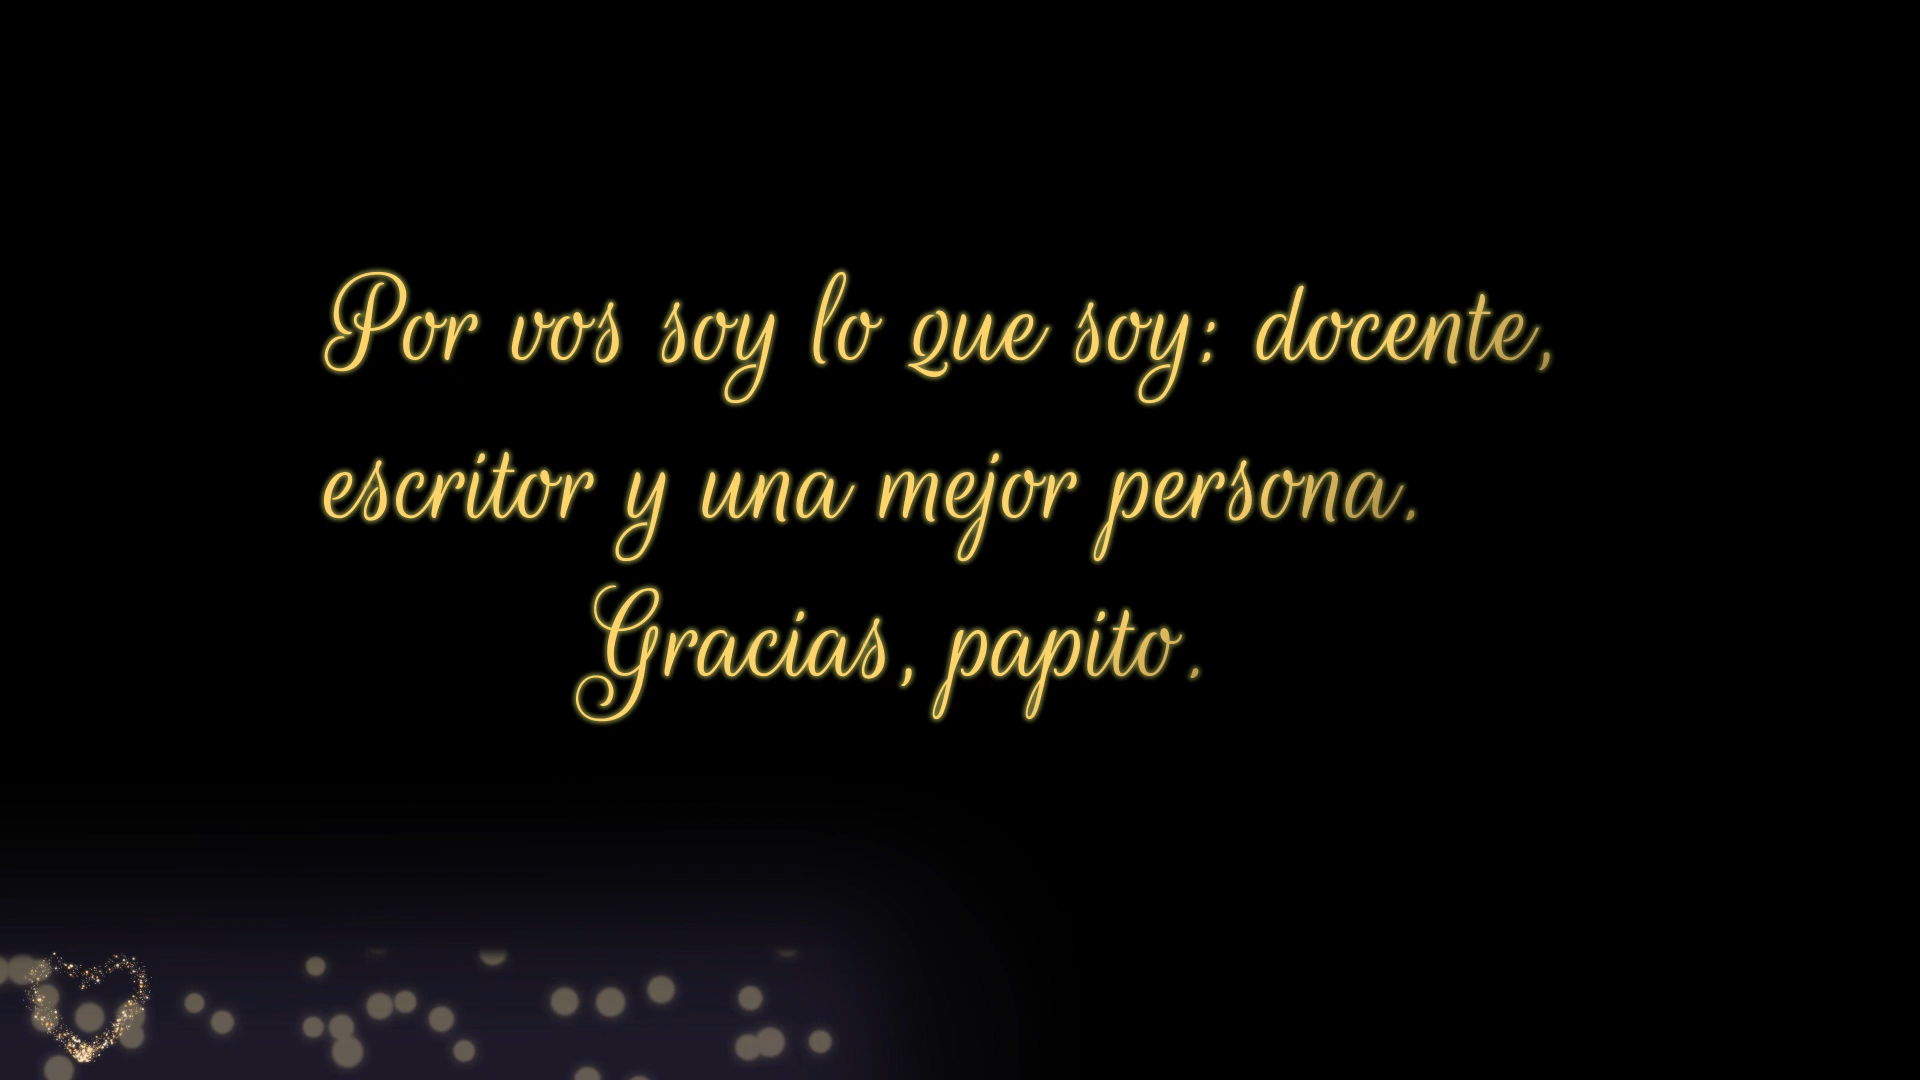 Por vos soy lo que soy: docente,
escritor y una mejor persona.
Gracias, papito.